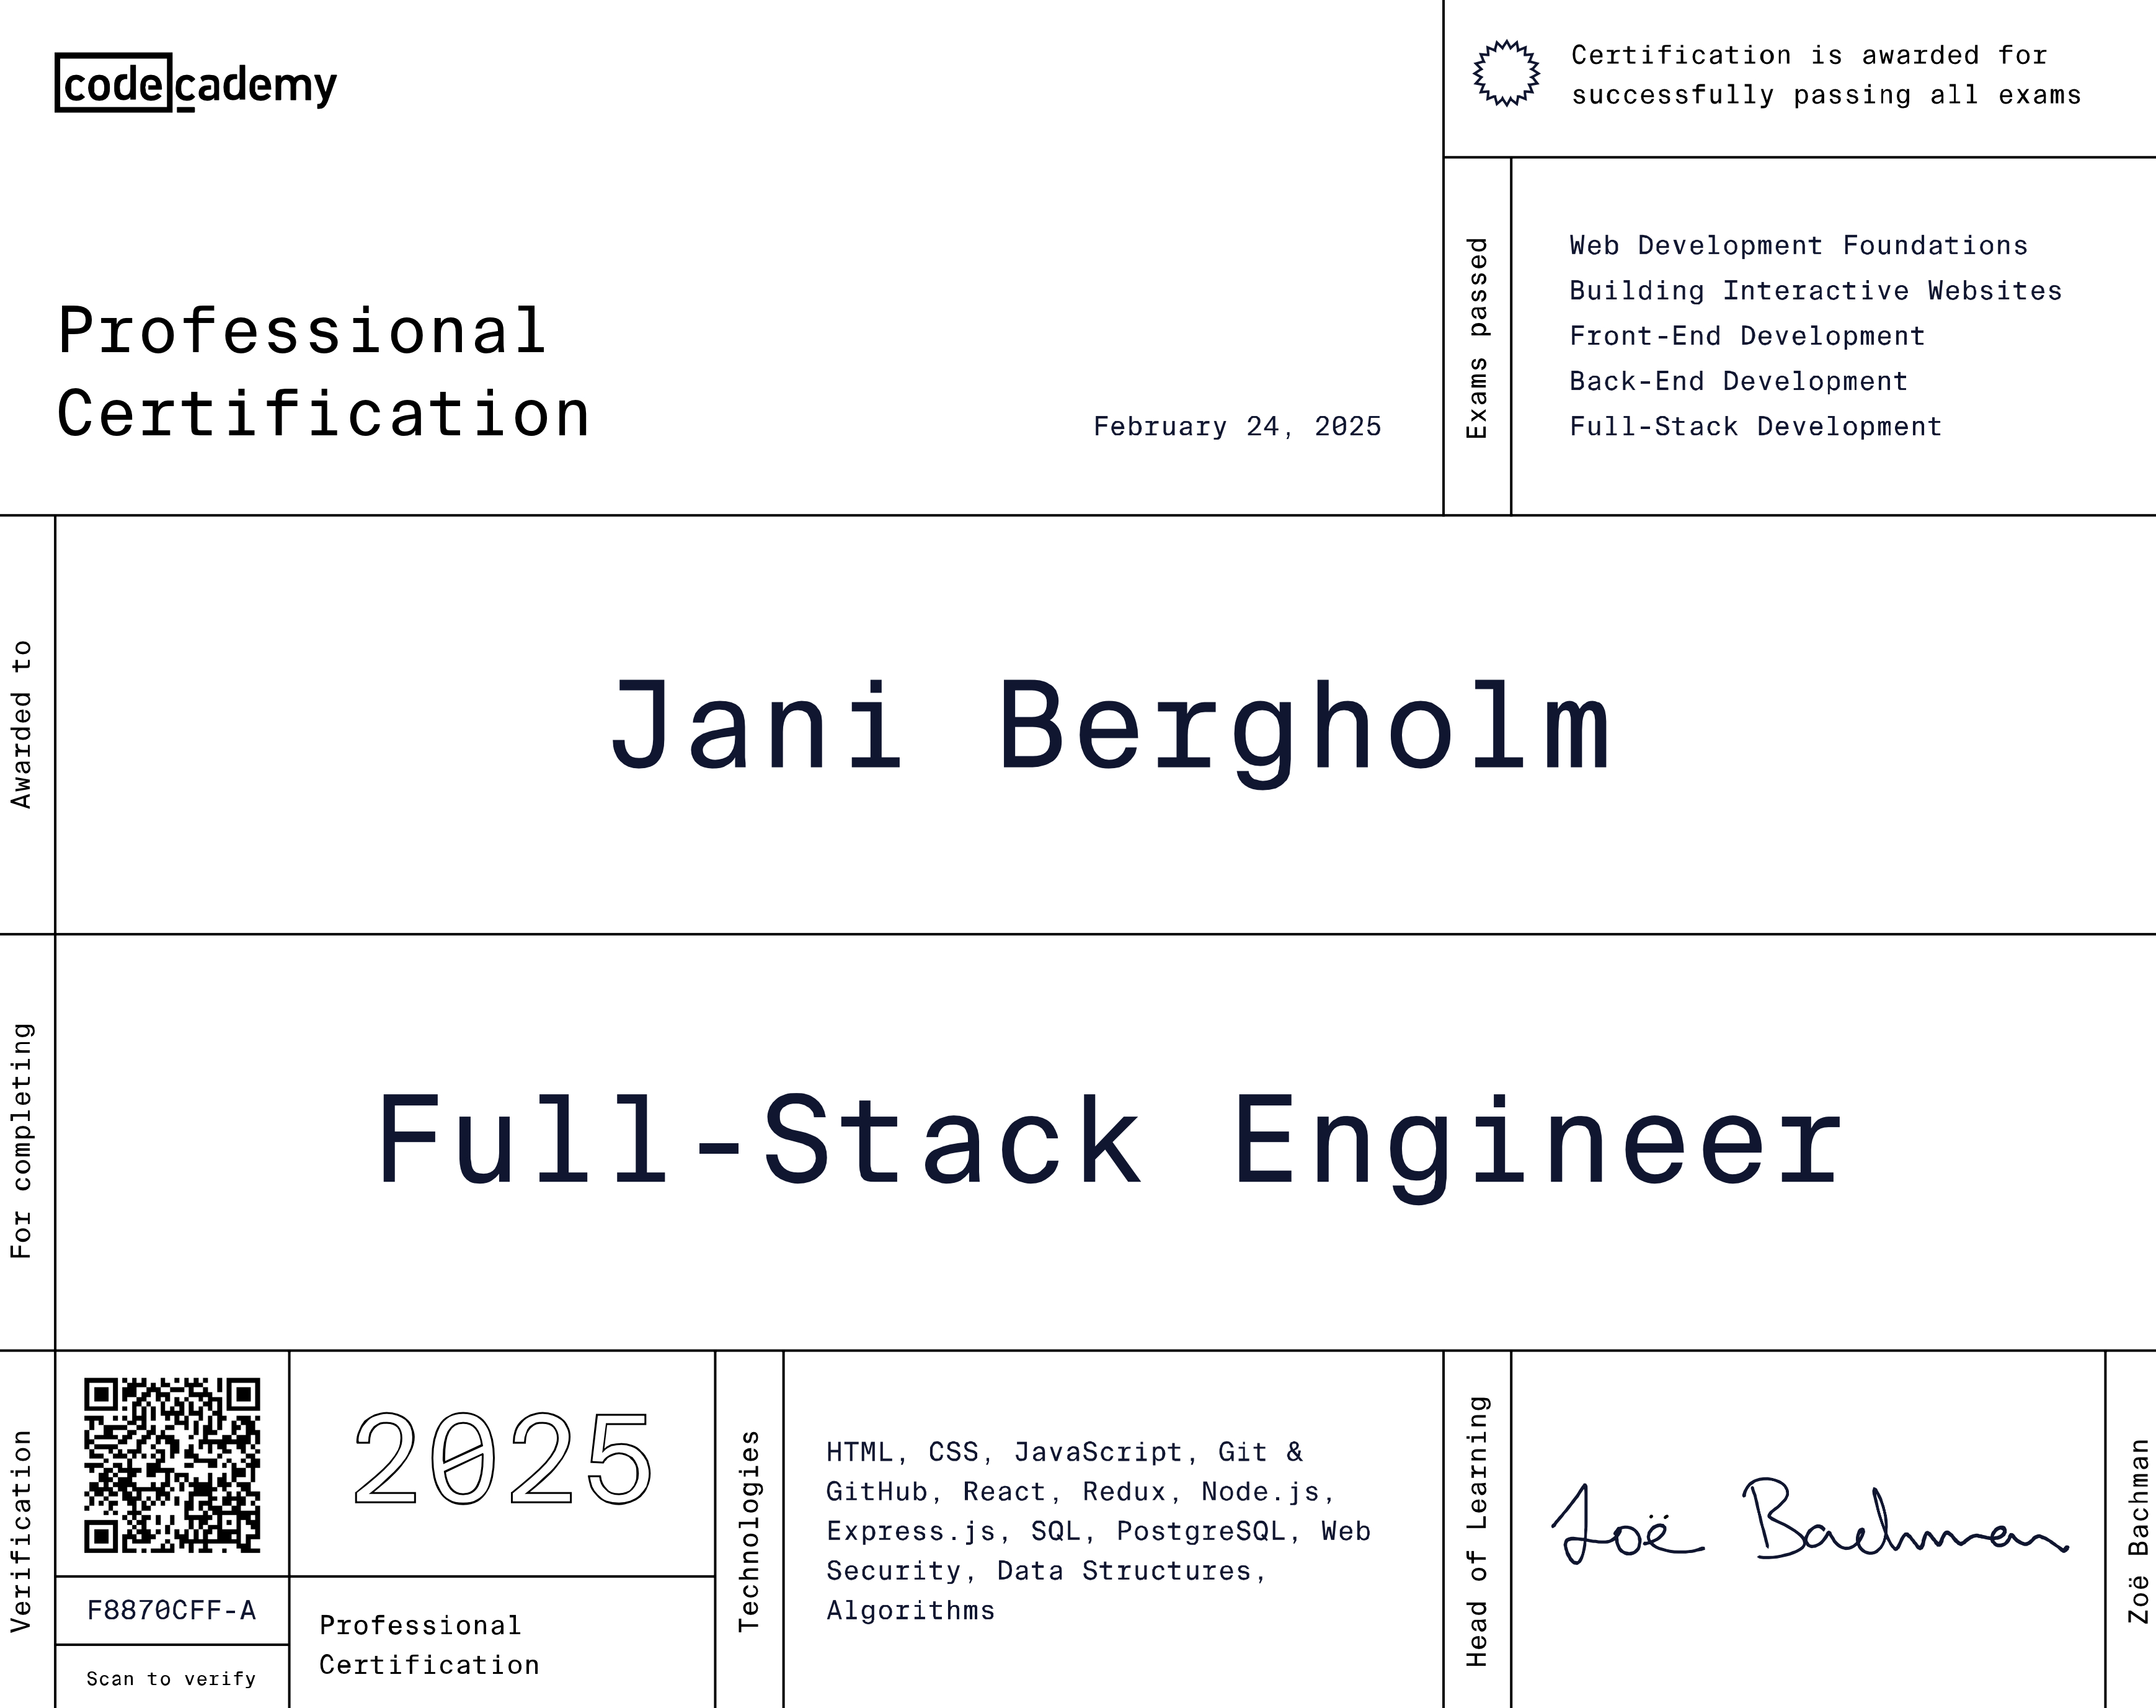 codecademy
Certification is awarded for
successfully passing all exams
Professional
Certification
February 24, 2025
Exams passed
Web Development Foundations
Building Interactive Websites
Front-End Development
Back-End Development
Full-Stack Development
Awarded to
Jani Bergholm
For completing
Full-Stack Engineer
Verification
F8870CFF-A
Scan to verify
2025
Professional
Certification
Technologies
HTML, CSS, JavaScript, Git &
GitHub, React, Redux, Node.js,
Express.js, SQL, PostgreSQL, Web
Security, Data Structures,
Algorithms
Head of Learning
Zoë Bachman
Zoë Bachman